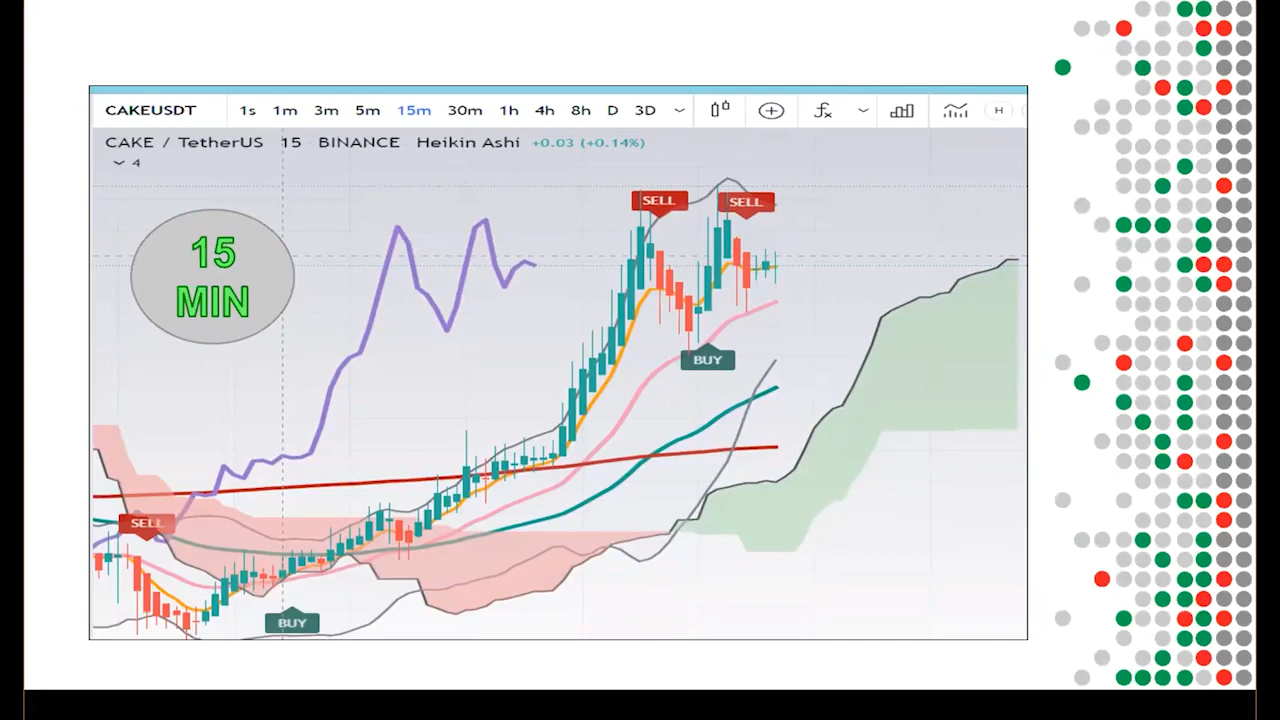 CAKEUSDT 1s 1m 3m 5m 15m 30m 1h 4h 8h D 3D H
CAKE / TetherUS 15 BINANCE Heikin Ashi +0.03 (+0.14%)
4
SELL SELL
15
MIN
BUY
SELL
BUY